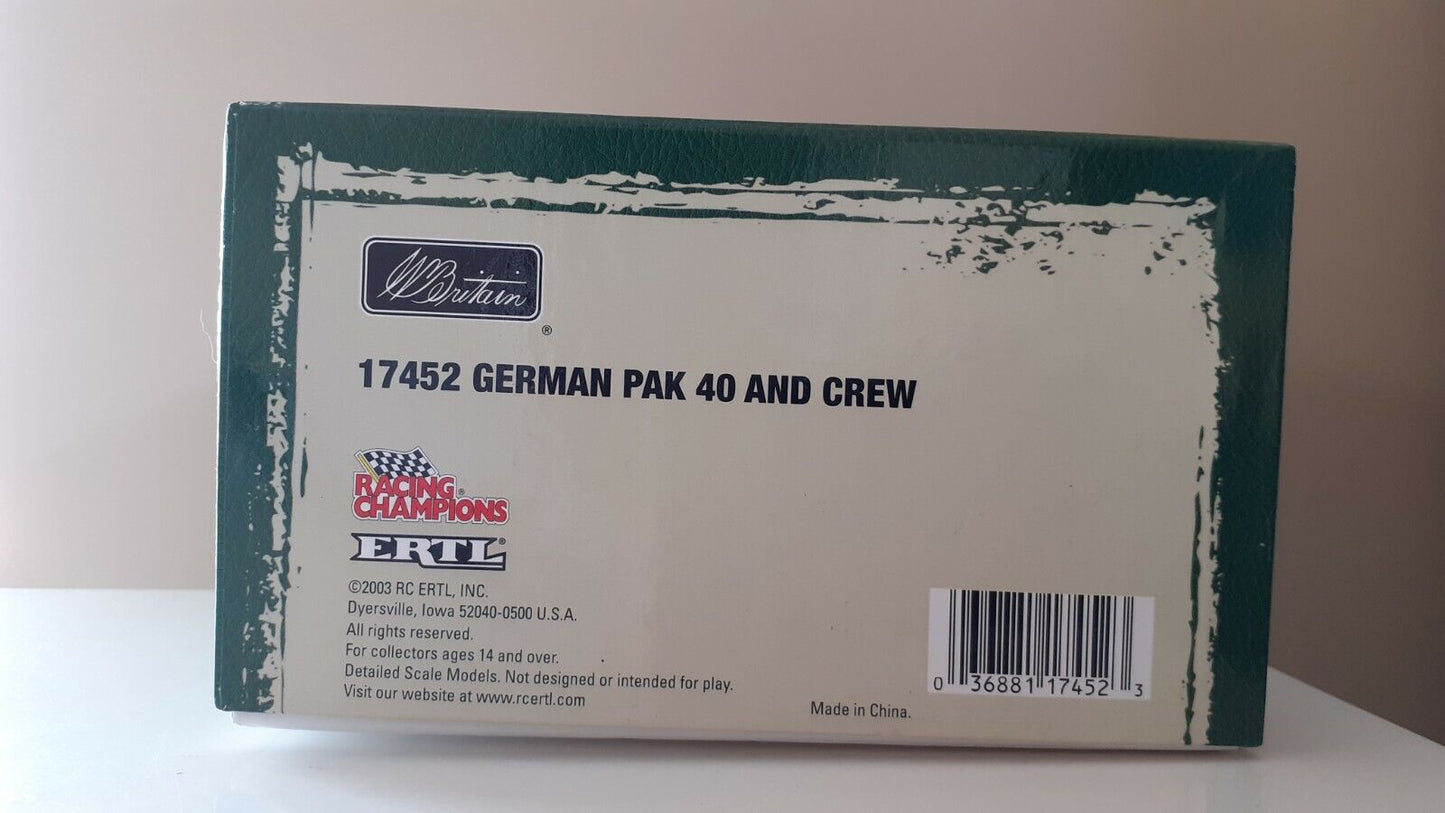 W Britain
®
17452 GERMAN PAK 40 AND CREW
RACING®
CHAMPIONS
ERTL®
©2003 RC ERTL, INC.
Dyersville, Iowa 52040-0500 U.S.A.
All rights reserved.
For collectors ages 14 and over.
Detailed Scale Models. Not designed or intended for play.
Visit our website at www.rcertl.com
Made in China.
0 36881 17452 3